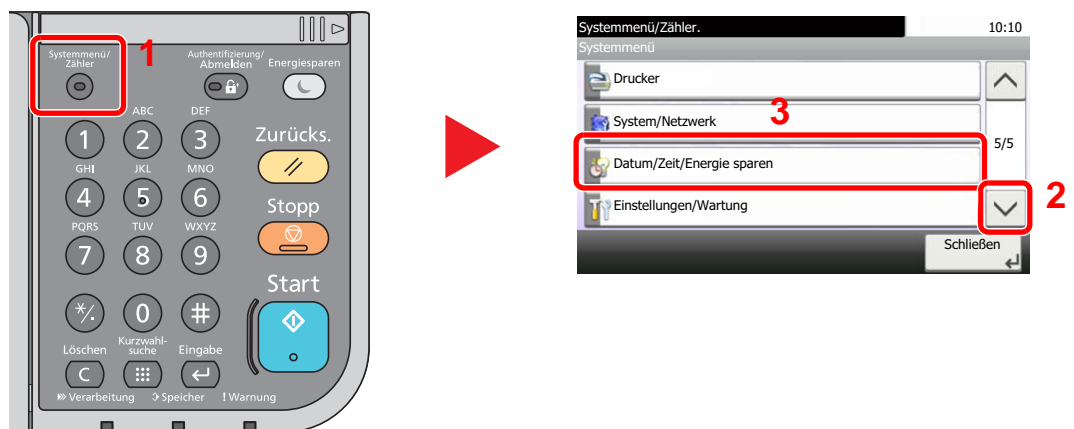 Systemmenü/
Zähler
1
Authentifizierung/
Abmelden
Energiesparen
ABC
DEF
1
2
3
Zurücks.
GHI
JKL
MNO
4
5
6
Stopp
PQRS
TUV
WXYZ
7
8
9
Start
*/.
0
#
Löschen
Kurzwahl-
suche
Eingabe
C
Verarbeitung
Speicher
! Warnung
Systemmenü/Zähler.
10:10
Systemmenü
Drucker
System/Netzwerk
3
5/5
Datum/Zeit/Energie sparen
Einstellungen/Wartung
2
Schließen